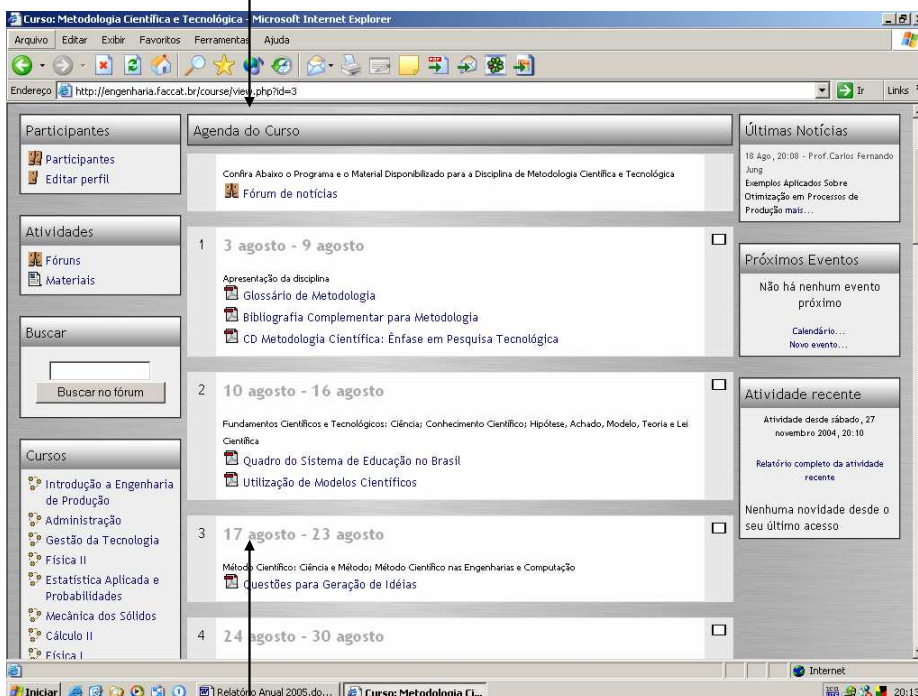 Curso: Metodologia Científica e Tecnológica - Microsoft Internet Explorer
Arquivo Editar Exibir Favoritos Ferramentas Ajuda
Endereço http://engenharia.faccat.br/course/view.php?id=3 Ir Links
Participantes
Participantes
Editar perfil
Atividades
Fóruns
Materiais
Buscar
Buscar no fórum
Cursos
Introdução a Engenharia
de Produção
Administração
Gestão da Tecnologia
Física II
Estatística Aplicada e
Probabilidades
Mecânica dos Sólidos
Cálculo II
Física I
Agenda do Curso
Confira Abaixo o Programa e o Material Disponibilizado para a Disciplina de Metodologia Científica e Tecnológica
Fórum de notícias
1 3 agosto - 9 agosto
Apresentação da disciplina
Glossário de Metodologia
Bibliografia Complementar para Metodologia
CD Metodologia Científica: Ênfase em Pesquisa Tecnológica
2 10 agosto - 16 agosto
Fundamentos Científicos e Tecnológicos: Ciência; Conhecimento Científico; Hipótese, Achado, Modelo, Teoria e Lei
Científica
Quadro do Sistema de Educação no Brasil
Utilização de Modelos Científicos
3 17 agosto - 23 agosto
Método Científico: Ciência e Método; Método Científico nas Engenharias e Computação
Questões para Geração de Idéias
4 24 agosto - 30 agosto
Últimas Notícias
18 Ago, 20:08 - Prof.Carlos Fernando
Jung
Exemplos Aplicados Sobre
Otimização em Processos de
Produção mais...
Próximos Eventos
Não há nenhum evento
próximo
Calendário...
Novo evento...
Atividade recente
Atividade desde sábado, 27
novembro 2004, 20:10
Relatório completo da atividade
recente
Nenhuma novidade desde o
seu último acesso
Internet
Iniciar Relatório Anual 2005.do... Curso: Metodologia Ci... 20:13